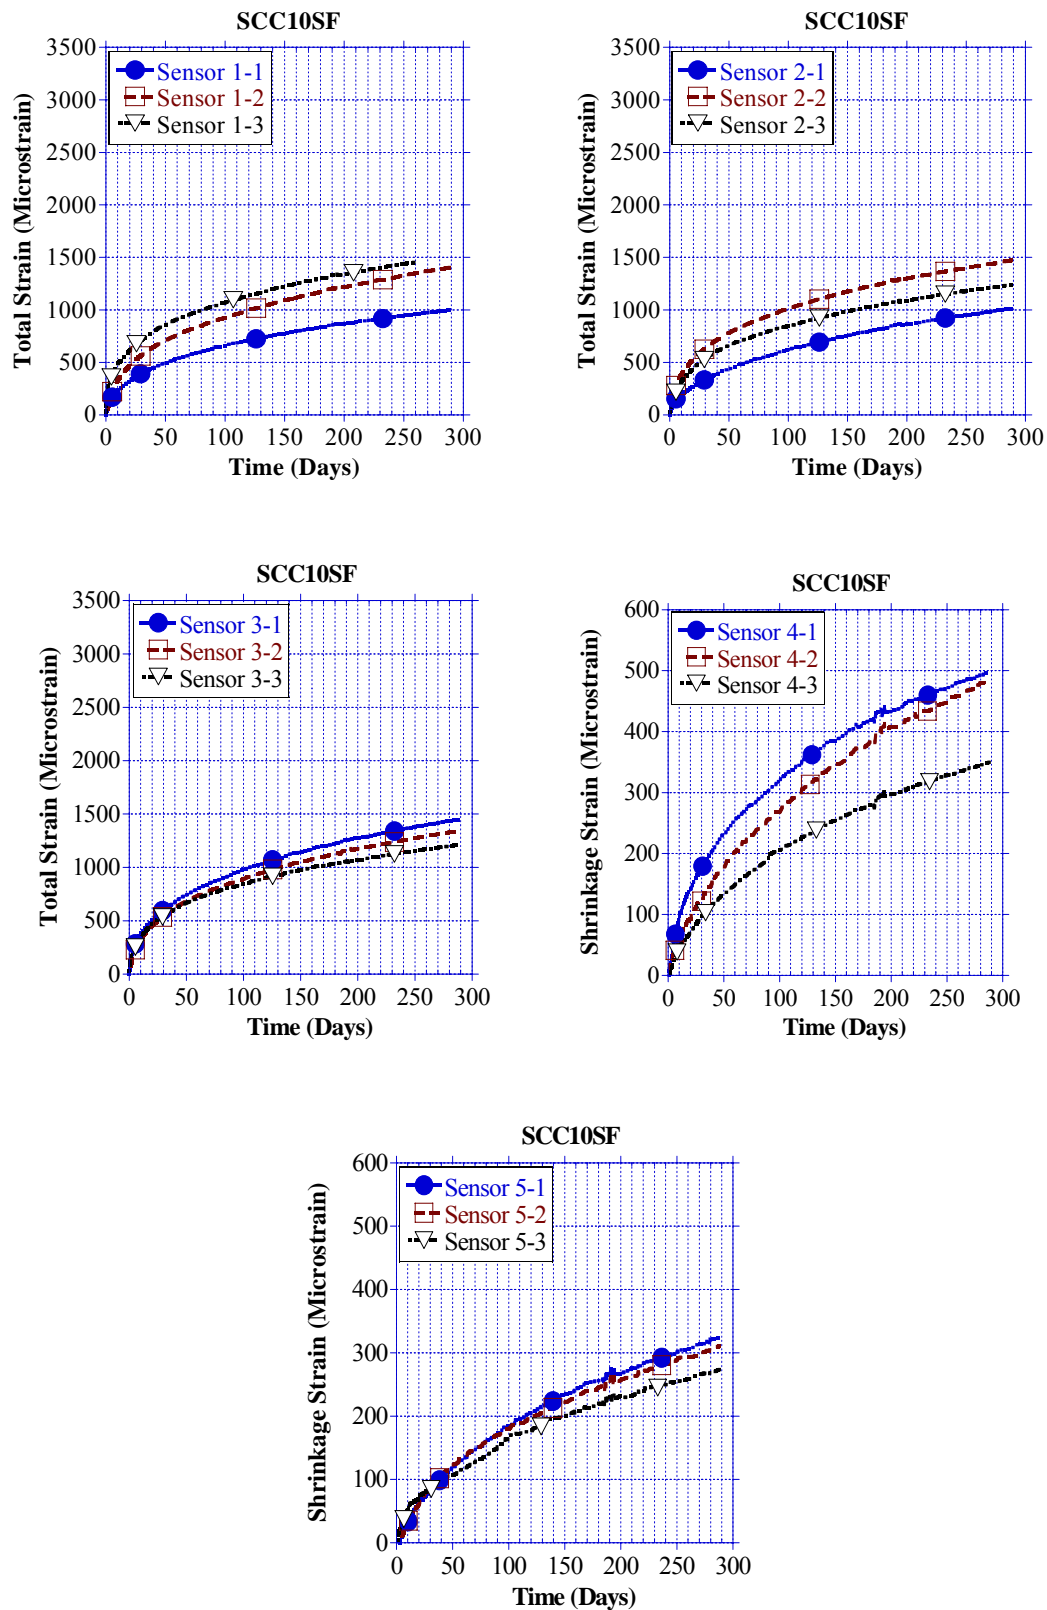 SCC10SF
Total Strain (Microstrain)
3500
3000
2500
2000
1500
1000
500
0
Sensor 1-1
Sensor 1-2
Sensor 1-3
0 50 100 150 200 250 300
Time (Days)
SCC10SF
Total Strain (Microstrain)
3500
3000
2500
2000
1500
1000
500
0
Sensor 2-1
Sensor 2-2
Sensor 2-3
0 50 100 150 200 250 300
Time (Days)
SCC10SF
Total Strain (Microstrain)
3500
3000
2500
2000
1500
1000
500
0
Sensor 3-1
Sensor 3-2
Sensor 3-3
0 50 100 150 200 250 300
Time (Days)
SCC10SF
Shrinkage Strain (Microstrain)
600
500
400
300
200
100
0
Sensor 4-1
Sensor 4-2
Sensor 4-3
0 50 100 150 200 250 300
Time (Days)
SCC10SF
Shrinkage Strain (Microstrain)
600
500
400
300
200
100
0
Sensor 5-1
Sensor 5-2
Sensor 5-3
0 50 100 150 200 250 300
Time (Days)